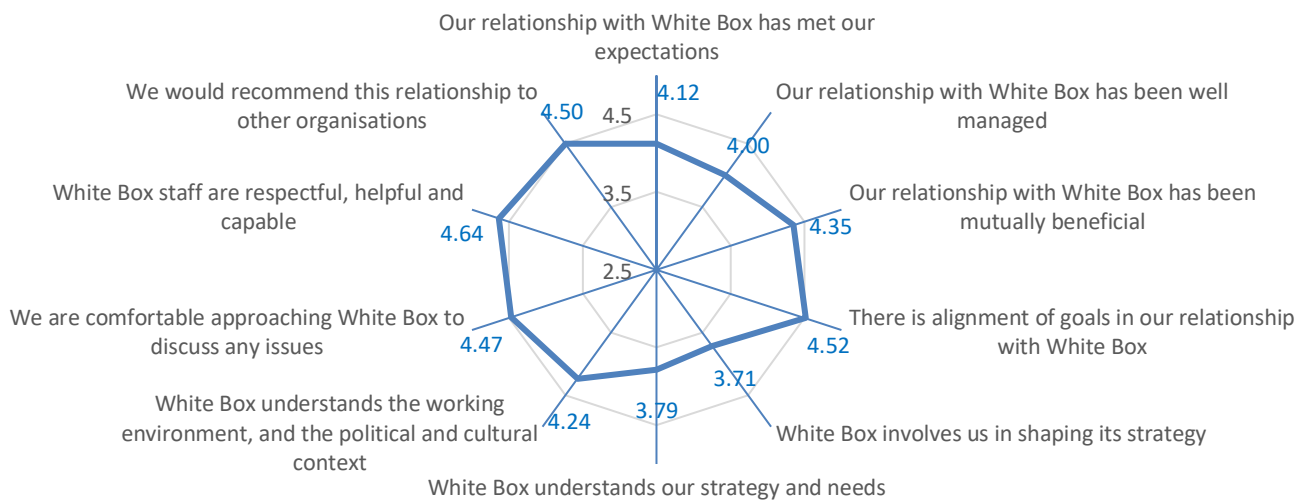 Our relationship with White Box has met our
expectations
4.12
We would recommend this relationship to
other organisations
4.50
4.5
Our relationship with White Box has been well
managed
4.00
White Box staff are respectful, helpful and
capable
4.64
3.5
Our relationship with White Box has been
mutually beneficial
4.35
2.5
We are comfortable approaching White Box to
discuss any issues
4.47
There is alignment of goals in our relationship
with White Box
4.52
White Box understands the working
environment, and the political and cultural
context
4.24
3.79
3.71
White Box involves us in shaping its strategy
White Box understands our strategy and needs